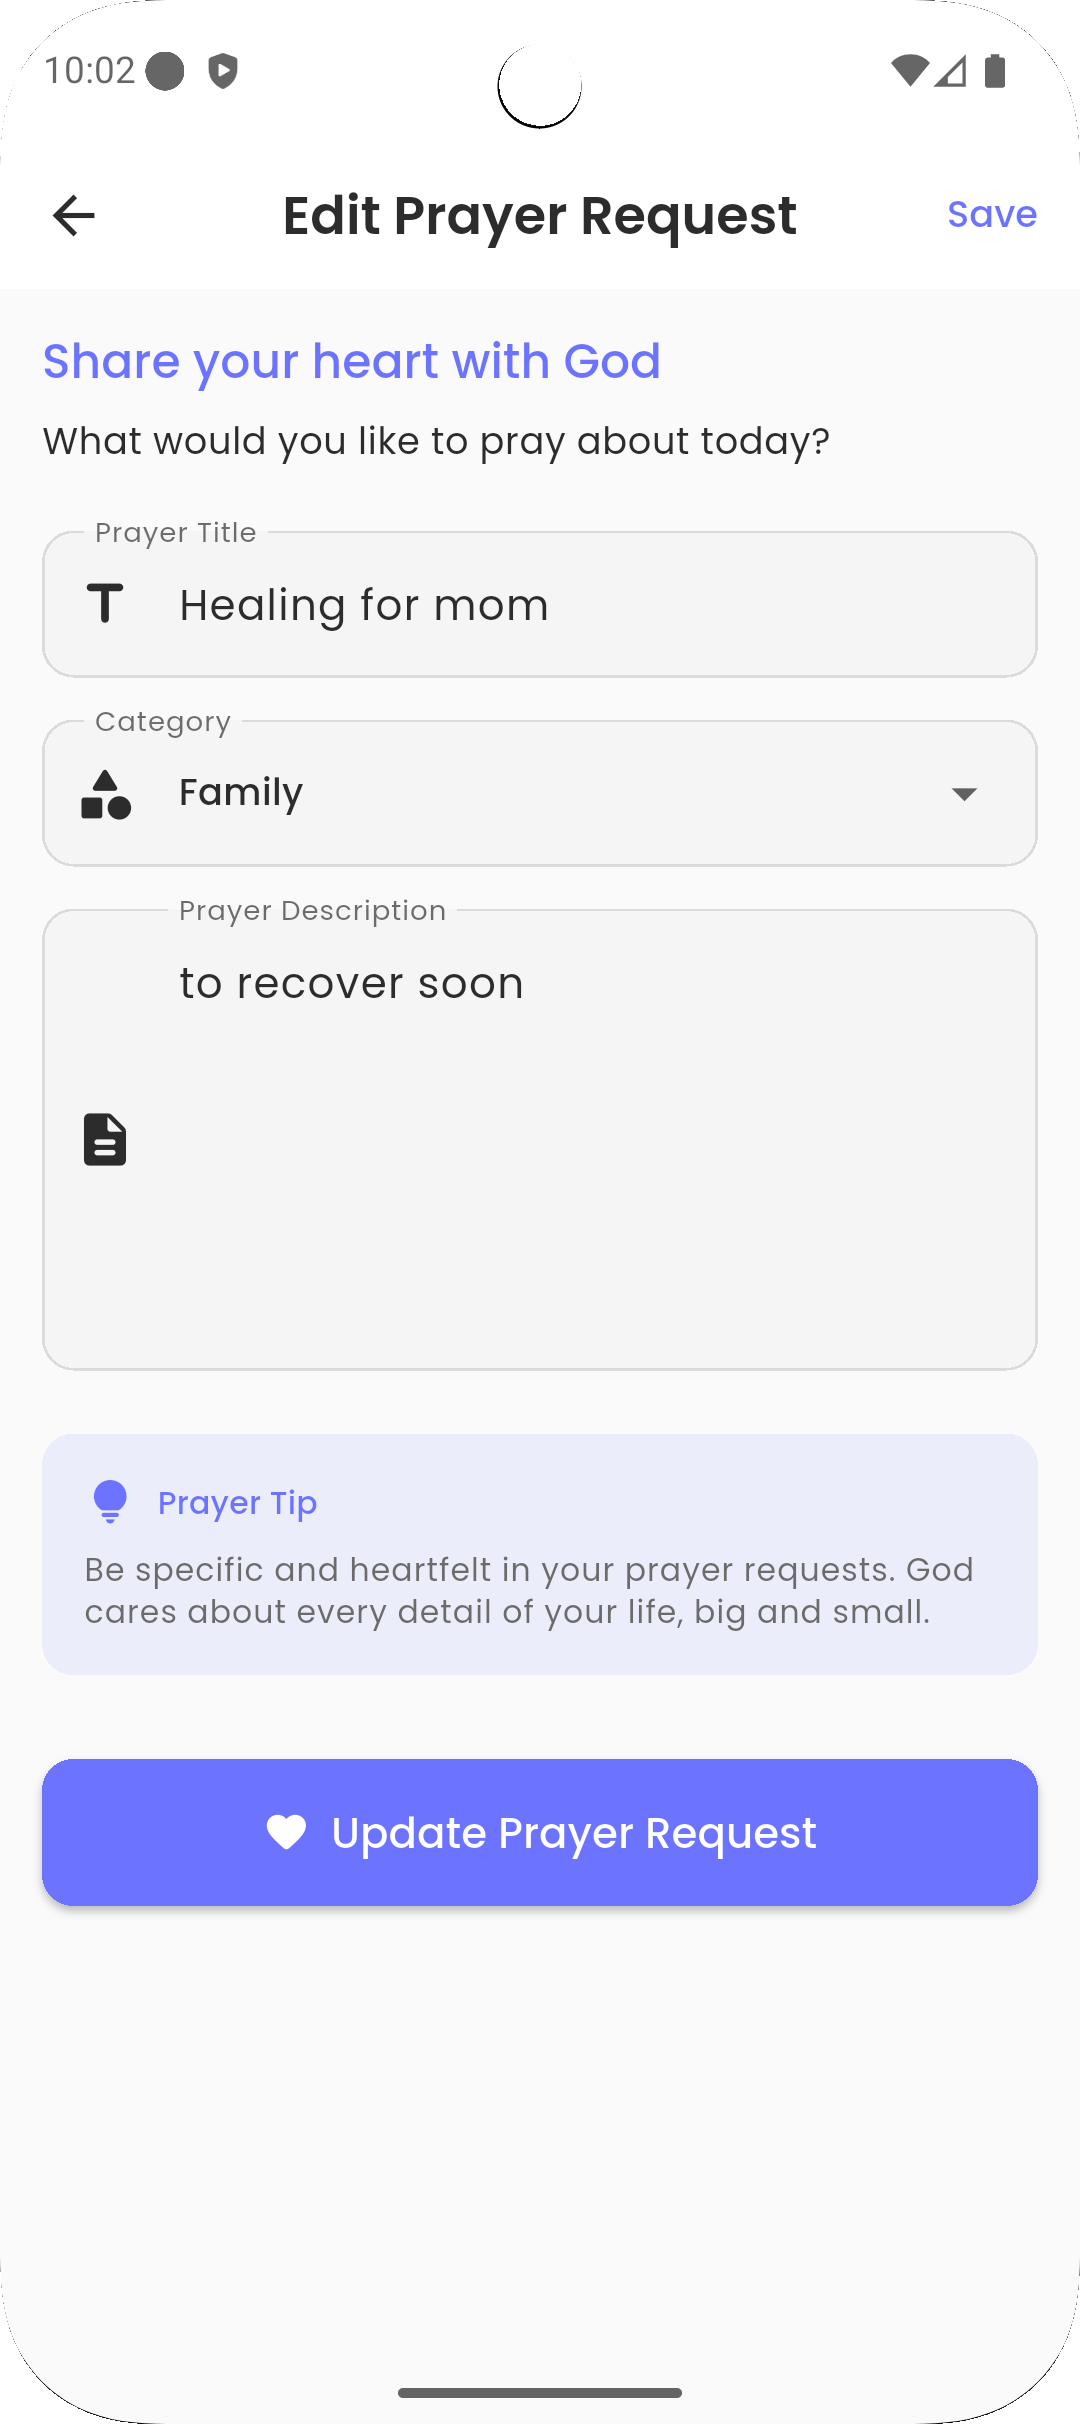 10:02
Edit Prayer Request
Save
Share your heart with God
What would you like to pray about today?
Prayer Title
Healing for mom
Category
Family
Prayer Description
to recover soon
Prayer Tip
Be specific and heartfelt in your prayer requests. God
cares about every detail of your life, big and small.
Update Prayer Request